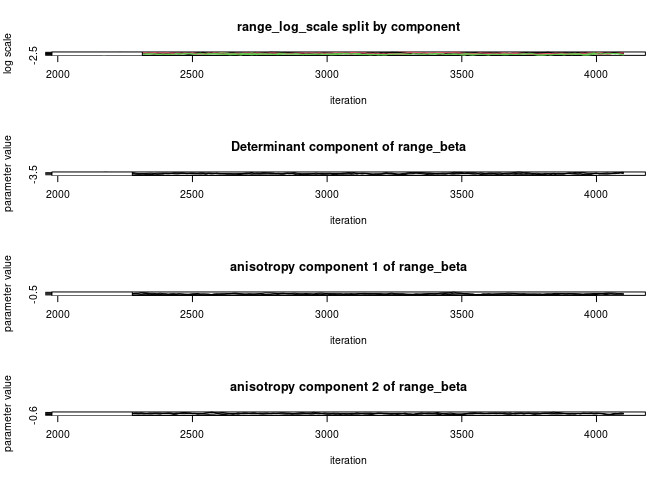 range_log_scale split by component
log scale
-2.5
2000 2500 3000 3500 4000
iteration
Determinant component of range_beta
parameter value
-3.5
2000 2500 3000 3500 4000
iteration
anisotropy component 1 of range_beta
parameter value
-0.5
2000 2500 3000 3500 4000
iteration
anisotropy component 2 of range_beta
parameter value
-0.6
2000 2500 3000 3500 4000
iteration